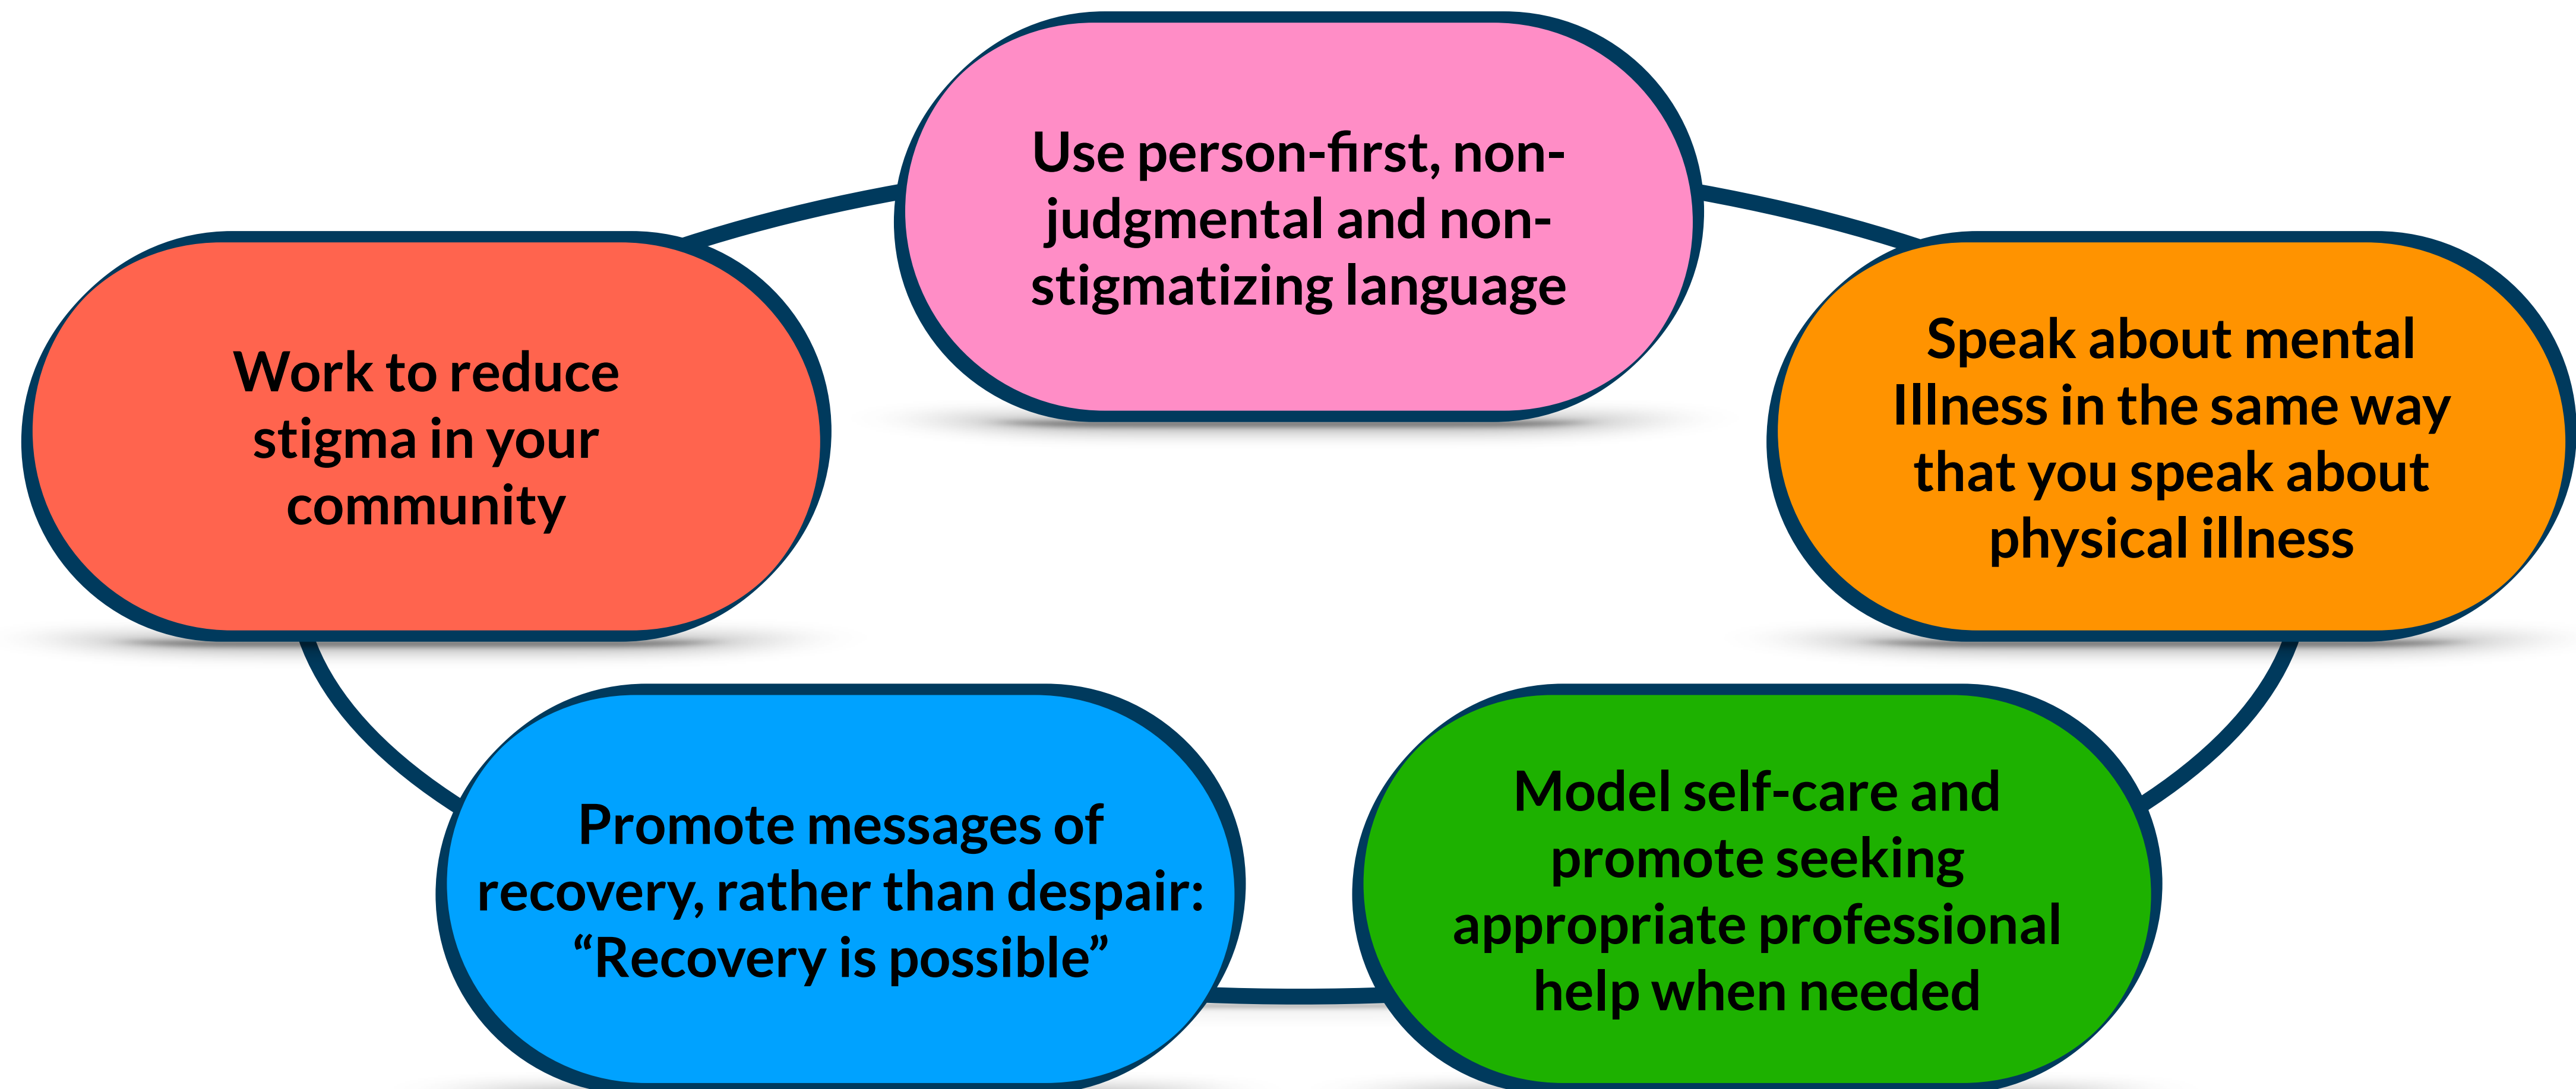 Use person-first, non-
judgmental and non-
stigmatizing language
Speak about mental
Illness in the same way
that you speak about
physical illness
Model self-care and
promote seeking
appropriate professional
help when needed
Promote messages of
recovery, rather than despair:
“Recovery is possible”
Work to reduce
stigma in your
community